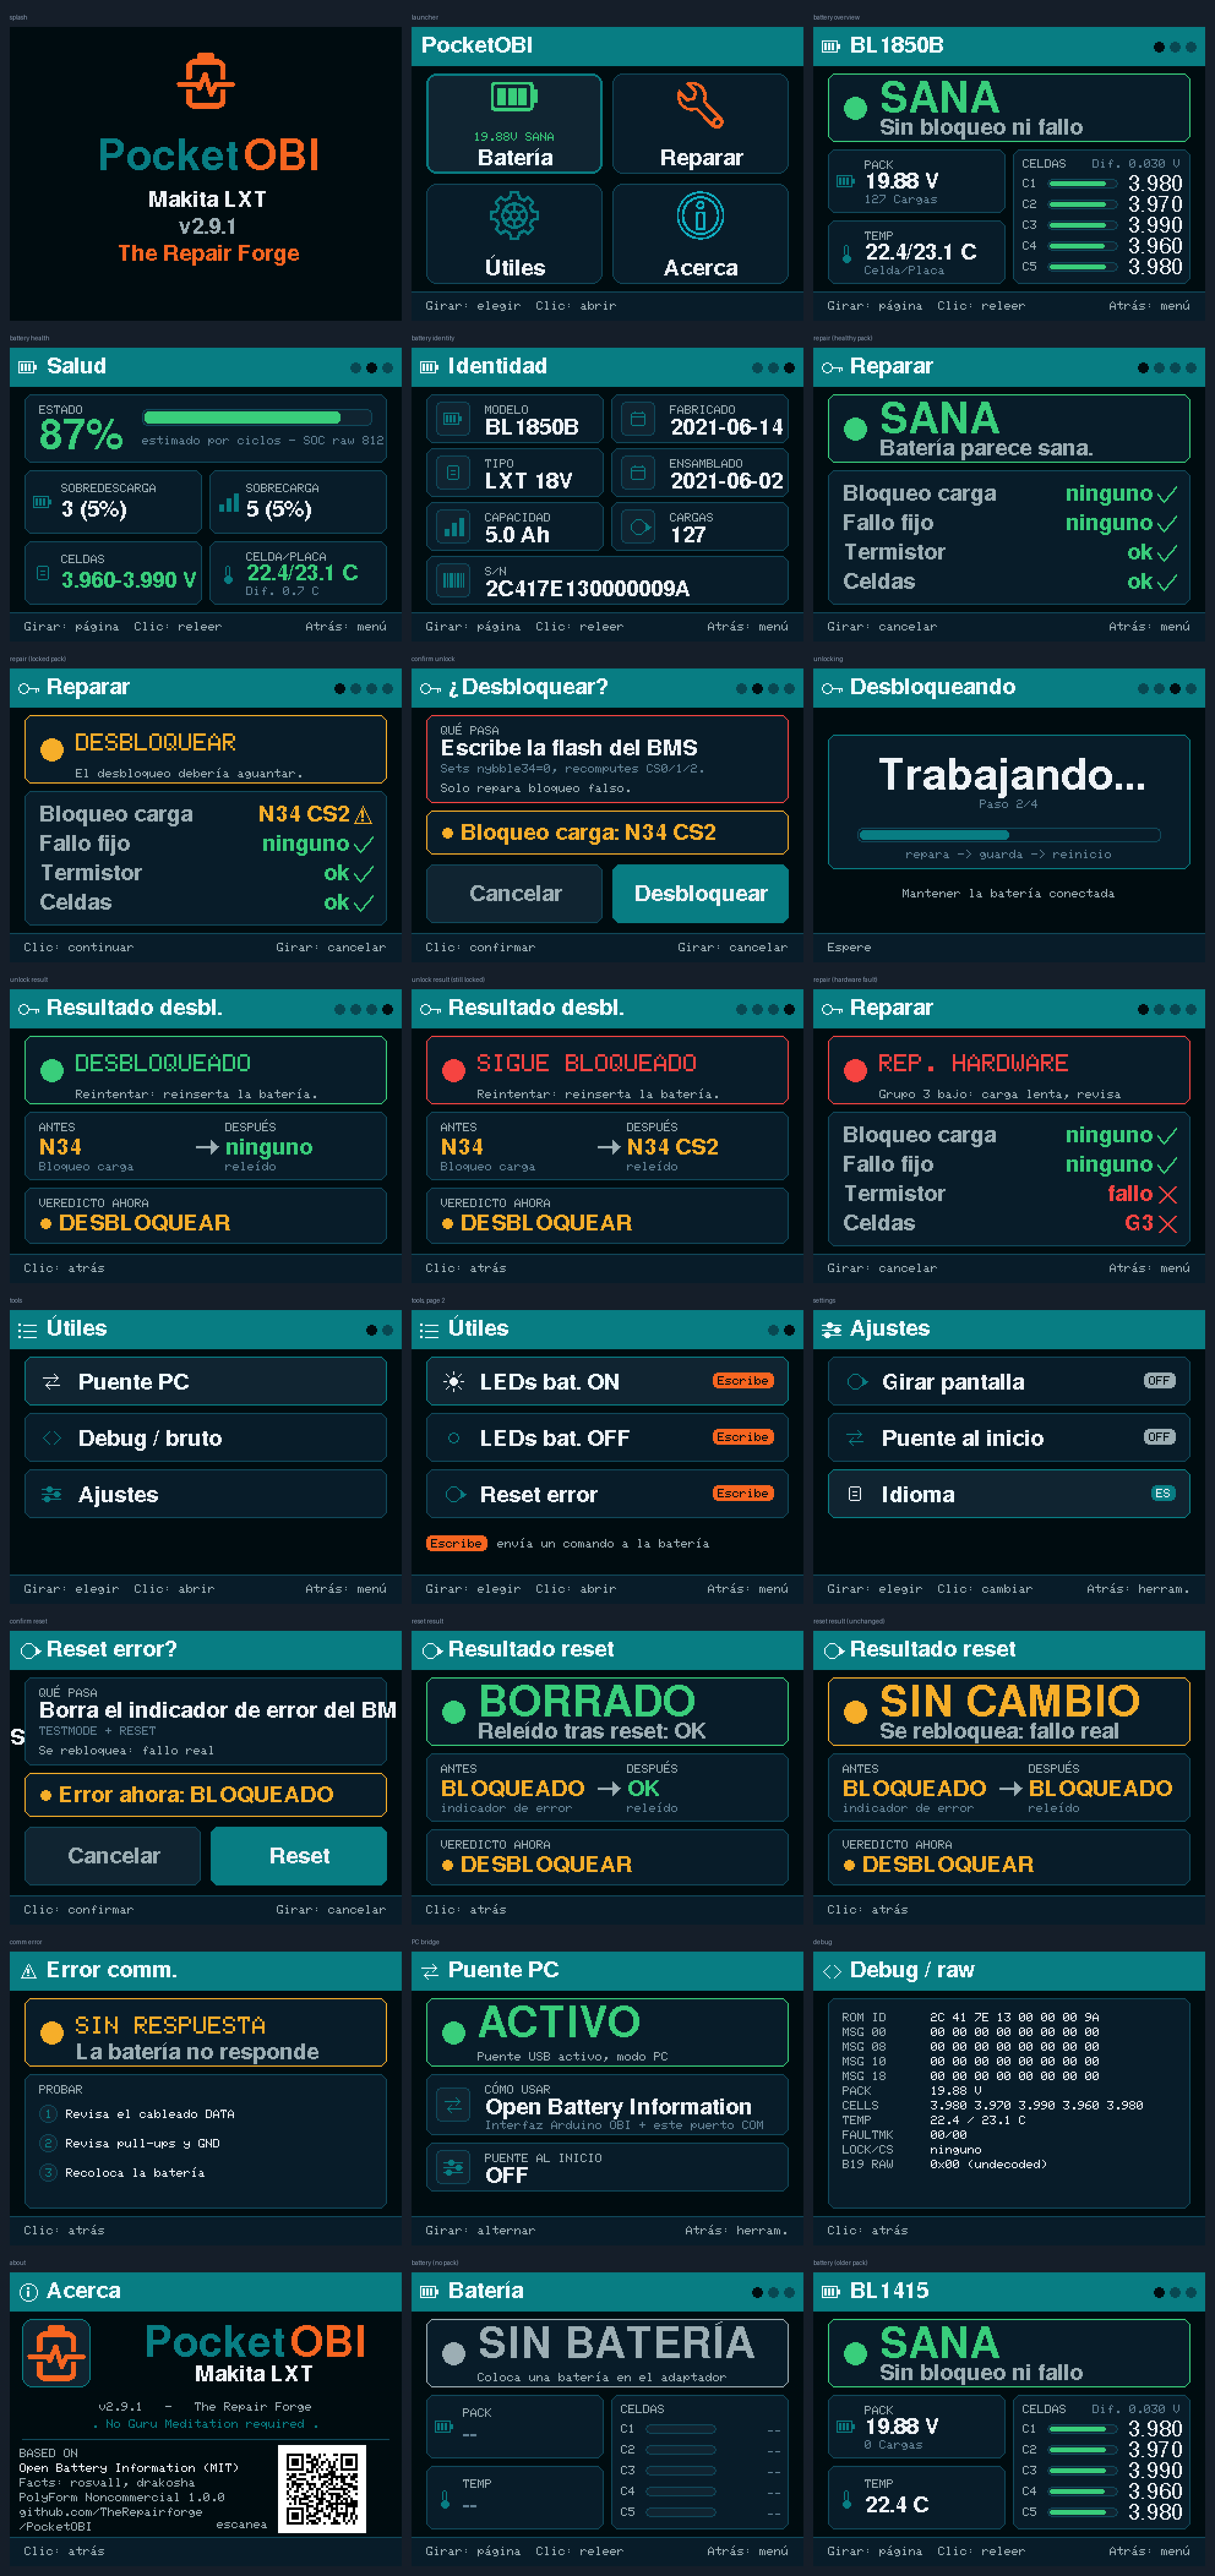 splash
PocketOBI
Makita LXT
v2.9.1
The Repair Forge
launcher
PocketOBI
19.88V SANA
Batería
Reparar
Útiles
Acerca
Girar: elegir Clic: abrir
battery overview
BL1850B
SANA
Sin bloqueo ni fallo
PACK
19.88 V
127 Cargas
TEMP
22.4/23.1 C
Celda/Placa
CELDAS Dif. 0.030 V
C1 3.980
C2 3.970
C3 3.990
C4 3.960
C5 3.980
Girar: página Clic: releer Atrás: menú
battery health
Salud
ESTADO
87%
estimado por ciclos - SOC raw 812
SOBREDESCARGA
3 (5%)
SOBRECARGA
5 (5%)
CELDAS
3.960-3.990 V
CELDA/PLACA
22.4/23.1 C
Dif. 0.7 C
Girar: página Clic: releer Atrás: menú
battery identity
Identidad
MODELO
BL1850B
FABRICADO
2021-06-14
TIPO
LXT 18V
ENSAMBLADO
2021-06-02
CAPACIDAD
5.0 Ah
CARGAS
127
S/N
2C417E130000009A
Girar: página Clic: releer Atrás: menú
repair (healthy pack)
Reparar
SANA
Batería parece sana.
Bloqueo carga ninguno
Fallo fijo ninguno
Termistor ok
Celdas ok
Girar: cancelar Atrás: menú
repair (locked pack)
Reparar
DESBLOQUEAR
El desbloqueo debería aguantar.
Bloqueo carga N34 CS2
Fallo fijo ninguno
Termistor ok
Celdas ok
Clic: continuar Girar: cancelar
confirm unlock
¿Desbloquear?
QUÉ PASA
Escribe la flash del BMS
Sets nybble34=0, recomputes CS0/1/2.
Solo repara bloqueo falso.
Bloqueo carga: N34 CS2
Cancelar
Desbloquear
Clic: confirmar Girar: cancelar
unlocking
Desbloqueando
Trabajando...
Paso 2/4
repara -> guarda -> reinicio
Mantener la batería conectada
Espere
unlock result
Resultado desbl.
DESBLOQUEADO
Reintentar: reinserta la batería.
ANTES
N34
Bloqueo carga
DESPUÉS
ninguno
releído
VEREDICTO AHORA
DESBLOQUEAR
Clic: atrás
unlock result (still locked)
Resultado desbl.
SIGUE BLOQUEADO
Reintentar: reinserta la batería.
ANTES
N34
Bloqueo carga
DESPUÉS
N34 CS2
releído
VEREDICTO AHORA
DESBLOQUEAR
Clic: atrás
repair (hardware fault)
Reparar
REP. HARDWARE
Grupo 3 bajo: carga lenta, revisa
Bloqueo carga ninguno
Fallo fijo ninguno
Termistor fallo
Celdas G3
Girar: cancelar Atrás: menú
tools
Útiles
Puente PC
Debug / bruto
Ajustes
Girar: elegir Clic: abrir Atrás: menú
tools, page 2
Útiles
LEDs bat. ON Escribe
LEDs bat. OFF Escribe
Reset error Escribe
Escribe envía un comando a la batería
Girar: elegir Clic: abrir Atrás: menú
settings
Ajustes
Girar pantalla OFF
Puente al inicio OFF
Idioma ES
Girar: elegir Clic: cambiar Atrás: herram.
confirm reset
Reset error?
QUÉ PASA
Borra el indicador de error del BM
S
TESTMODE + RESET
Se rebloquea: fallo real
Error ahora: BLOQUEADO
Cancelar
Reset
Clic: confirmar Girar: cancelar
reset result
Resultado reset
BORRADO
Releído tras reset: OK
ANTES
BLOQUEADO
indicador de error
DESPUÉS
OK
releído
VEREDICTO AHORA
DESBLOQUEAR
Clic: atrás
reset result (unchanged)
Resultado reset
SIN CAMBIO
Se rebloquea: fallo real
ANTES
BLOQUEADO
indicador de error
DESPUÉS
BLOQUEADO
releído
VEREDICTO AHORA
DESBLOQUEAR
Clic: atrás
comm error
Error comm.
SIN RESPUESTA
La batería no responde
PROBAR
1 Revisa el cableado DATA
2 Revisa pull-ups y GND
3 Recoloca la batería
Clic: atrás
PC bridge
Puente PC
ACTIVO
Puente USB activo, modo PC
CÓMO USAR
Open Battery Information
Interfaz Arduino OBI + este puerto COM
PUENTE AL INICIO
OFF
Girar: alternar Atrás: herram.
debug
Debug / raw
ROM ID 2C 41 7E 13 00 00 00 9A
MSG 00 00 00 00 00 00 00 00 00
MSG 08 00 00 00 00 00 00 00 00
MSG 10 00 00 00 00 00 00 00 00
MSG 18 00 00 00 00 00 00 00 00
PACK 19.88 V
CELLS 3.980 3.970 3.990 3.960 3.980
TEMP 22.4 / 23.1 C
FAULTMK 00/00
LOCK/CS ninguno
B19 RAW 0x00 (undecoded)
Clic: atrás
about
Acerca
PocketOBI
Makita LXT
v2.9.1 - The Repair Forge
. No Guru Meditation required .
BASED ON
Open Battery Information (MIT)
Facts: rosvall, drakosha
PolyForm Noncommercial 1.0.0
github.com/TheRepairforge
/PocketOBI
escanea
Clic: atrás
battery (no pack)
Batería
SIN BATERÍA
Coloca una batería en el adaptador
PACK
--
TEMP
--
CELDAS
C1 --
C2 --
C3 --
C4 --
C5 --
Girar: página Clic: releer Atrás: menú
battery (older pack)
BL1415
SANA
Sin bloqueo ni fallo
PACK
19.88 V
0 Cargas
TEMP
22.4 C
CELDAS Dif. 0.030 V
C1 3.980
C2 3.970
C3 3.990
C4 3.960
C5 3.980
Girar: página Clic: releer Atrás: menú